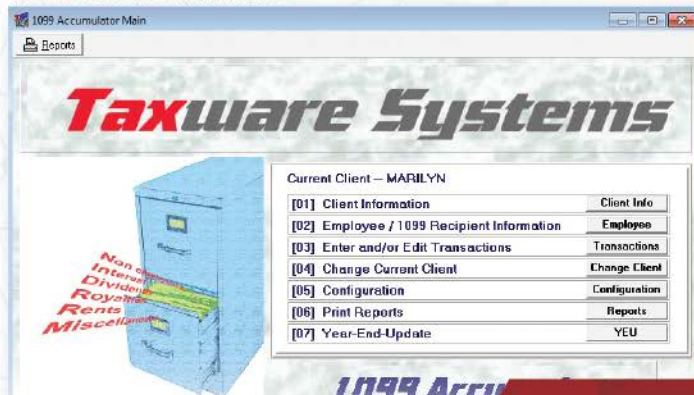 1099 Accumulator Main
Reports
Taxware Systems
Current Client – MARILYN
[01] Client Information Client Info
[02] Employee / 1099 Recipient Information Employee
[03] Enter and/or Edit Transactions Transactions
[04] Change Current Client Change Client
[05] Configuration Configuration
[06] Print Reports Reports
[07] Year-End-Update YEU
Interest
Dividends
Royalties
Rents
Miscellaneous
1099